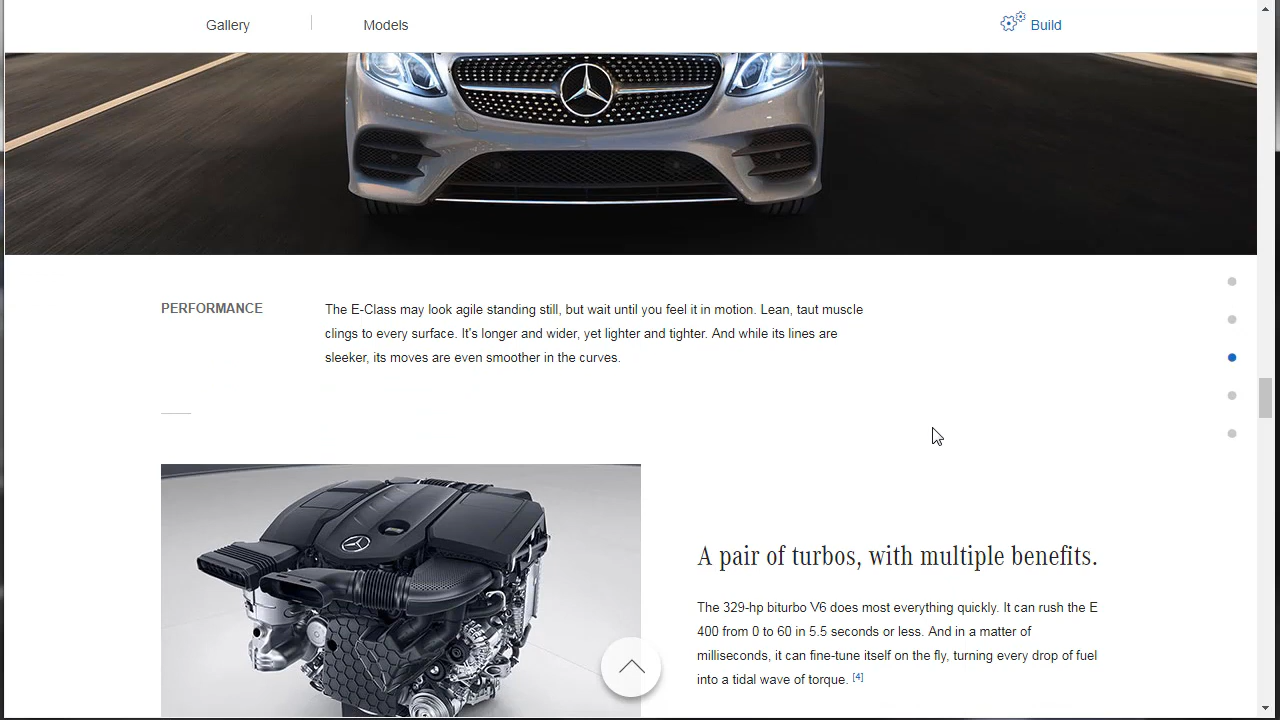 Gallery
Models
Build
PERFORMANCE
The E-Class may look agile standing still, but wait until you feel it in motion. Lean, taut muscle
clings to every surface. It's longer and wider, yet lighter and tighter. And while its lines are
sleeker, its moves are even smoother in the curves.
A pair of turbos, with multiple benefits.
The 329-hp biturbo V6 does most everything quickly. It can rush the E
400 from 0 to 60 in 5.5 seconds or less. And in a matter of
milliseconds, it can fine-tune itself on the fly, turning every drop of fuel
into a tidal wave of torque. [4]